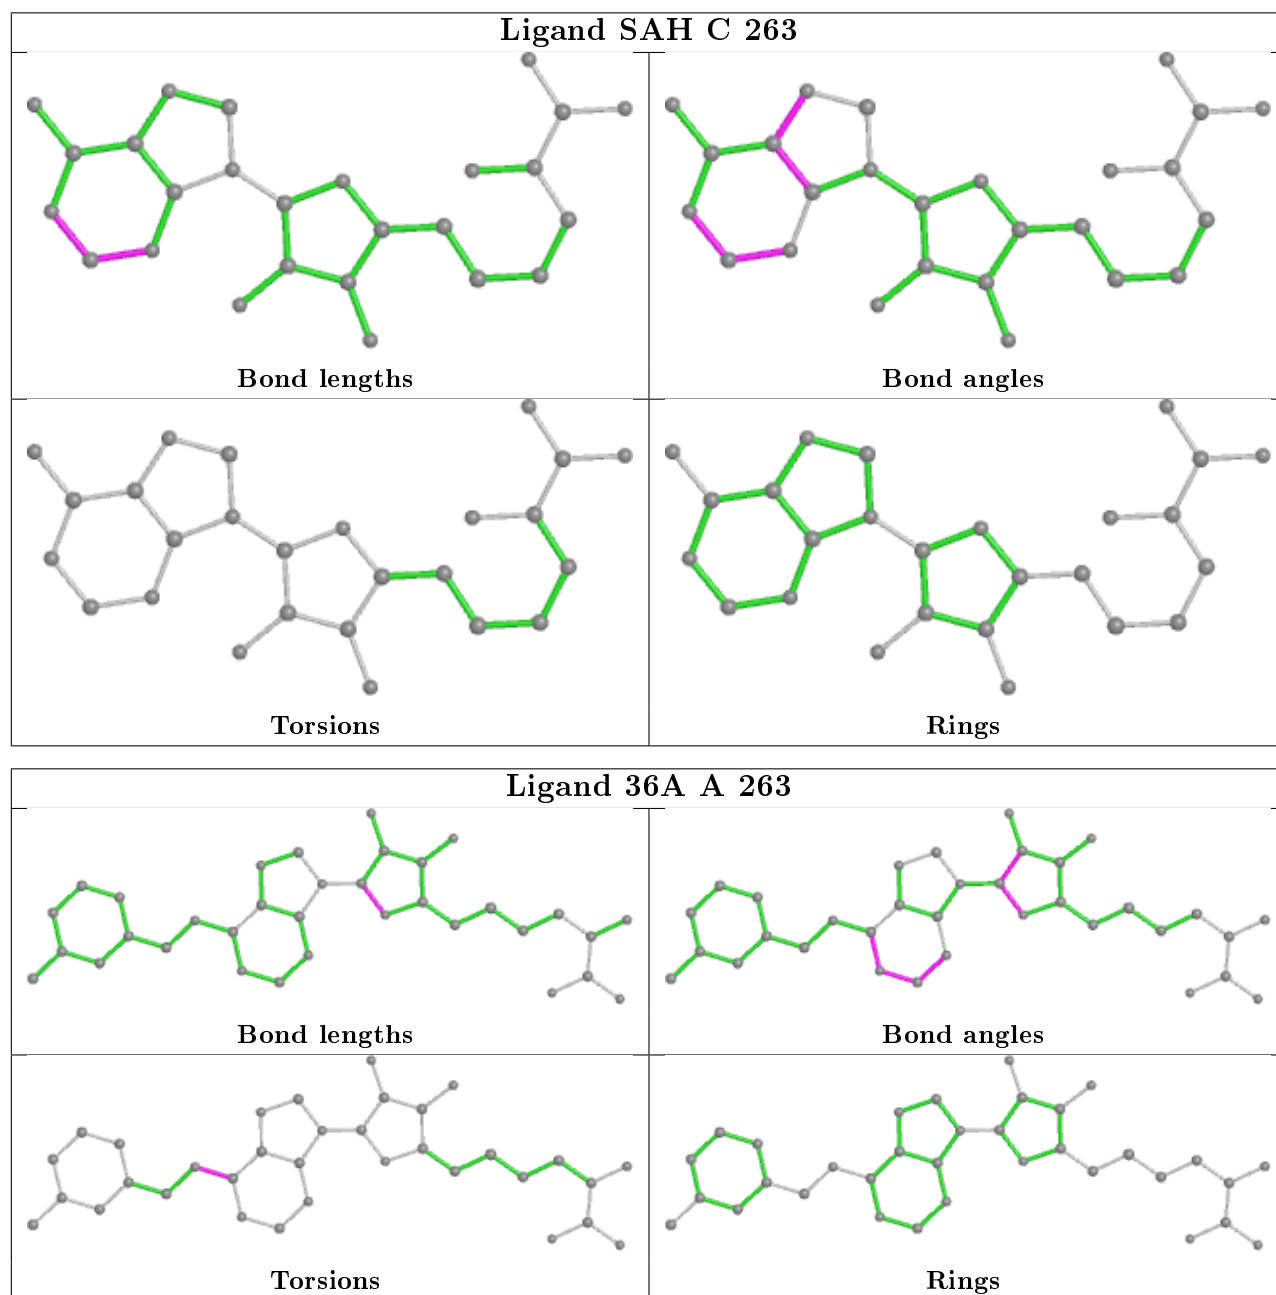 Ligand SAH C 263
Bond lengths
Bond angles
Torsions
Rings
Ligand 36A A 263
Bond lengths
Bond angles
Torsions
Rings